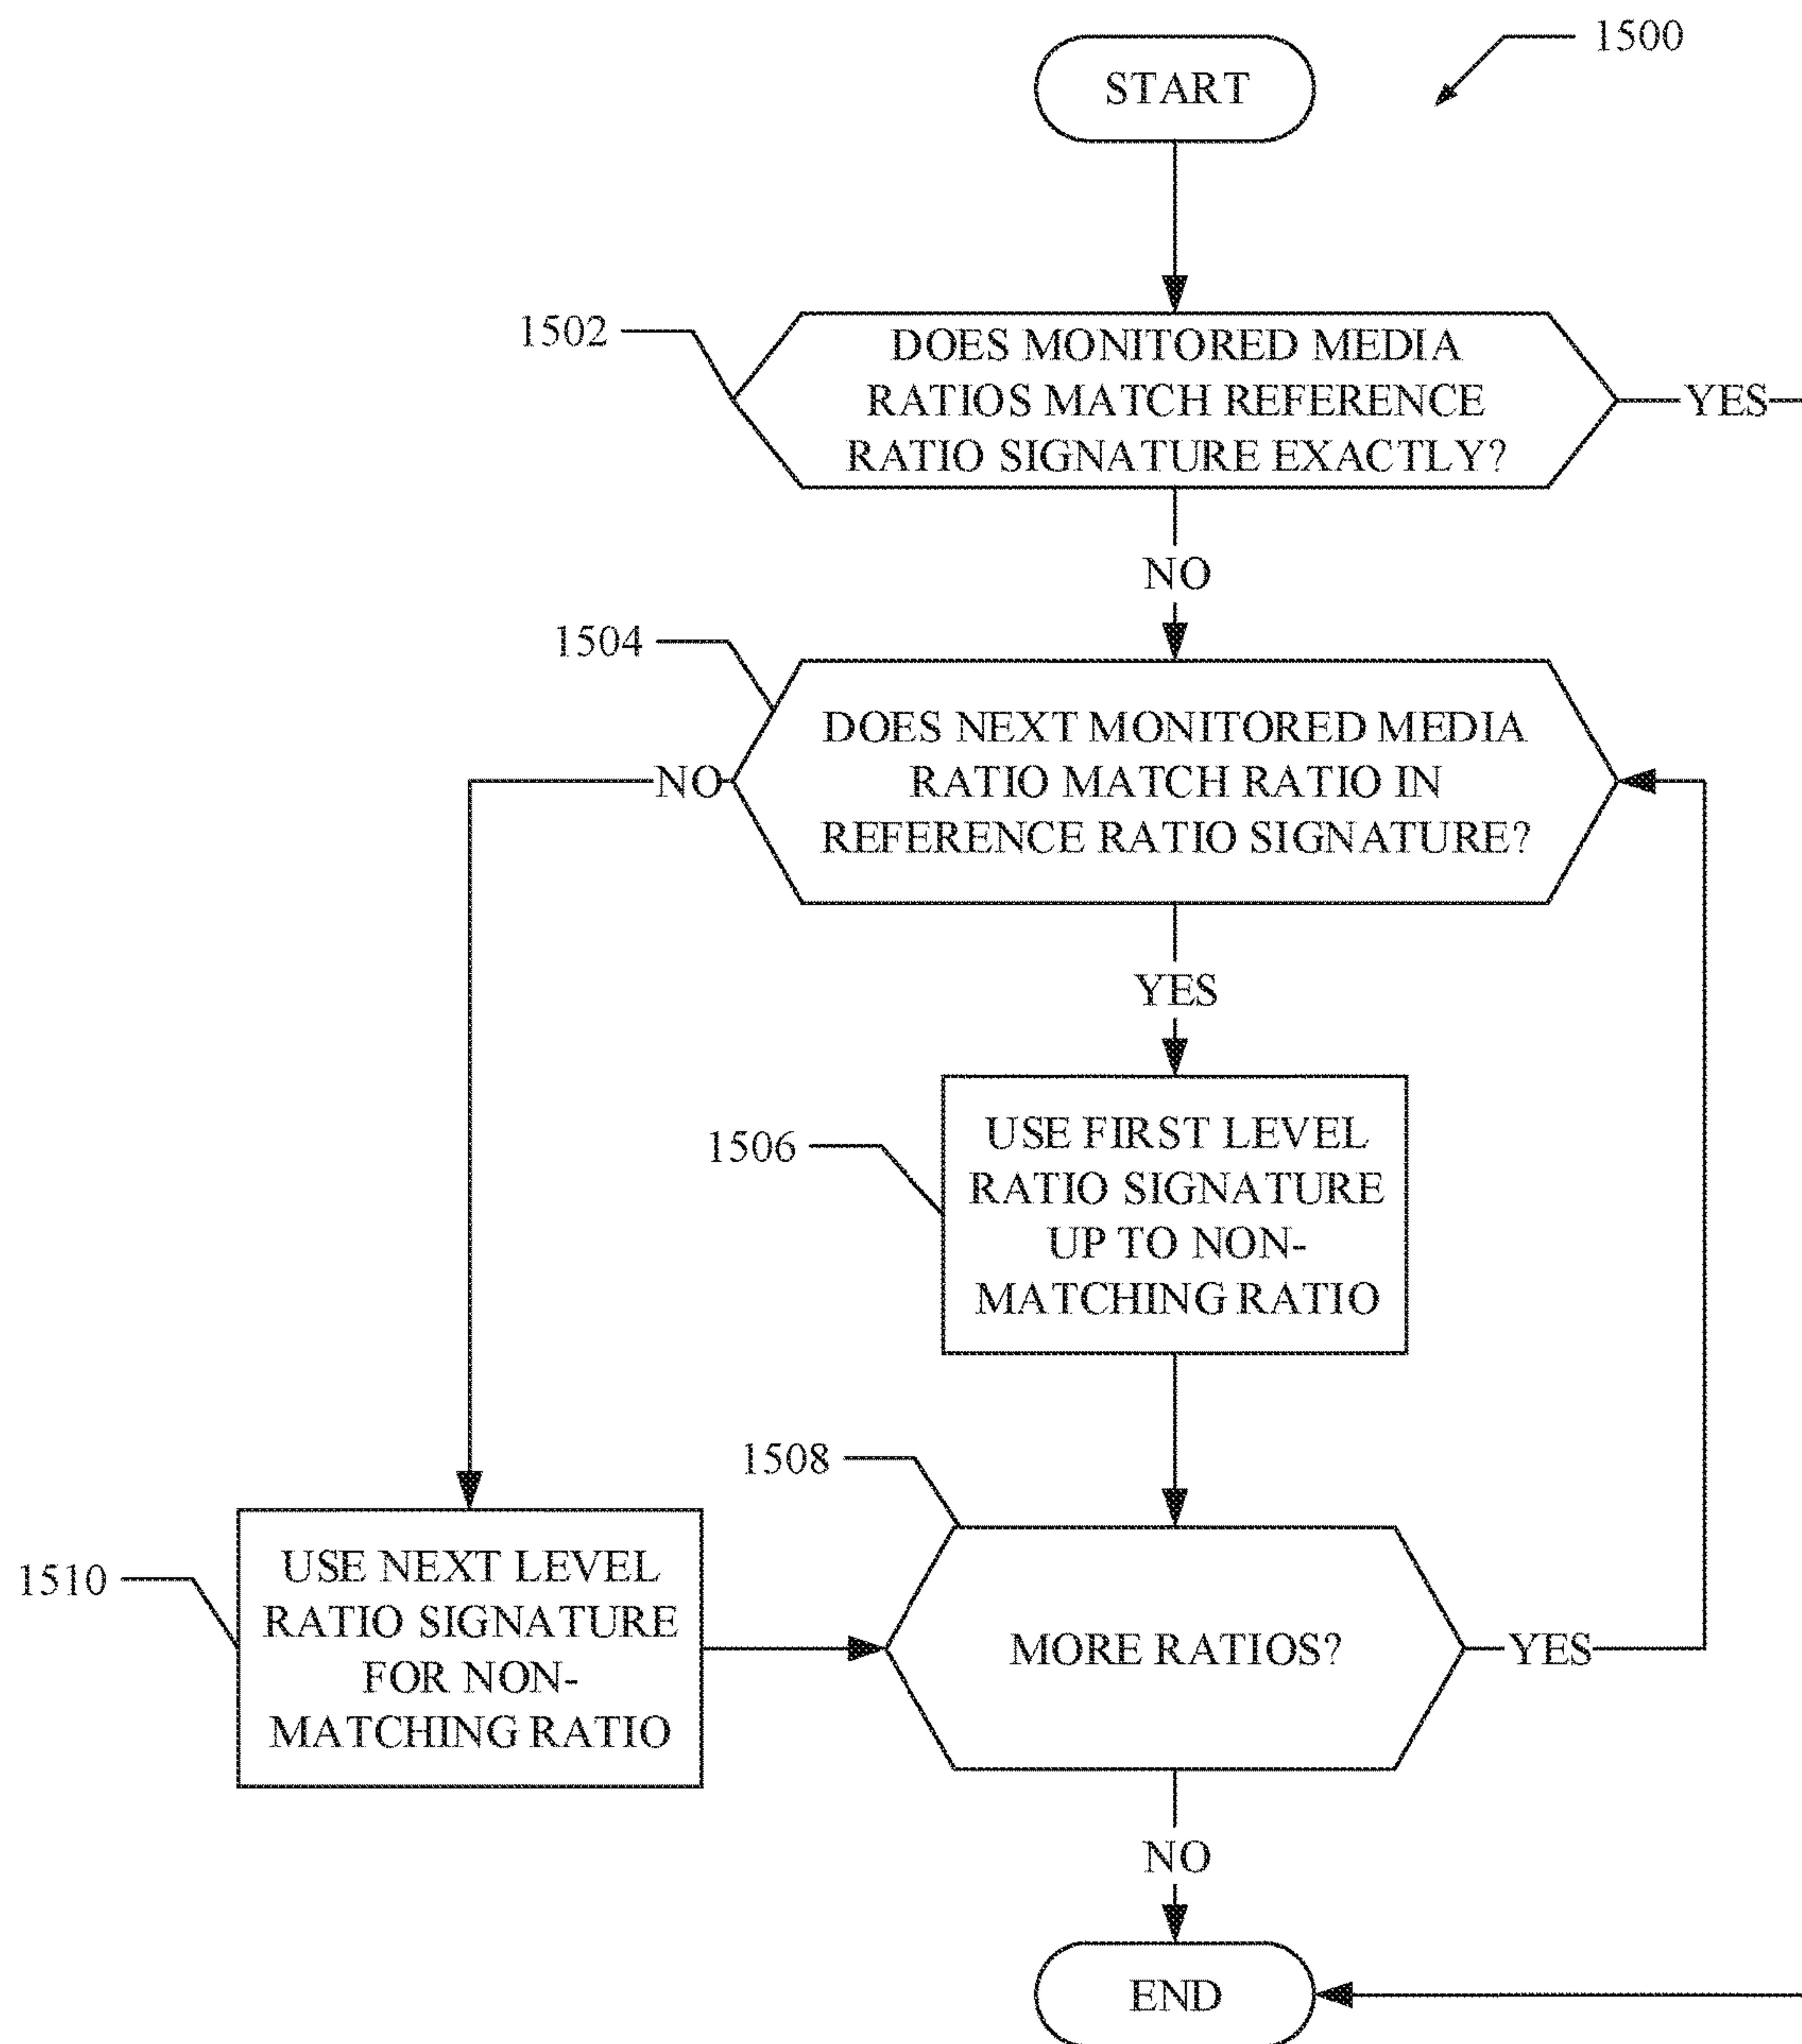 1500
START
1502
DOES MONITORED MEDIA
RATIOS MATCH REFERENCE
RATIO SIGNATURE EXACTLY?
YES
NO
1504
DOES NEXT MONITORED MEDIA
RATIO MATCH RATIO IN
REFERENCE RATIO SIGNATURE?
NO
YES
1506
USE FIRST LEVEL
RATIO SIGNATURE
UP TO NON-
MATCHING RATIO
1508
MORE RATIOS?
YES
1510
USE NEXT LEVEL
RATIO SIGNATURE
FOR NON-
MATCHING RATIO
NO
END